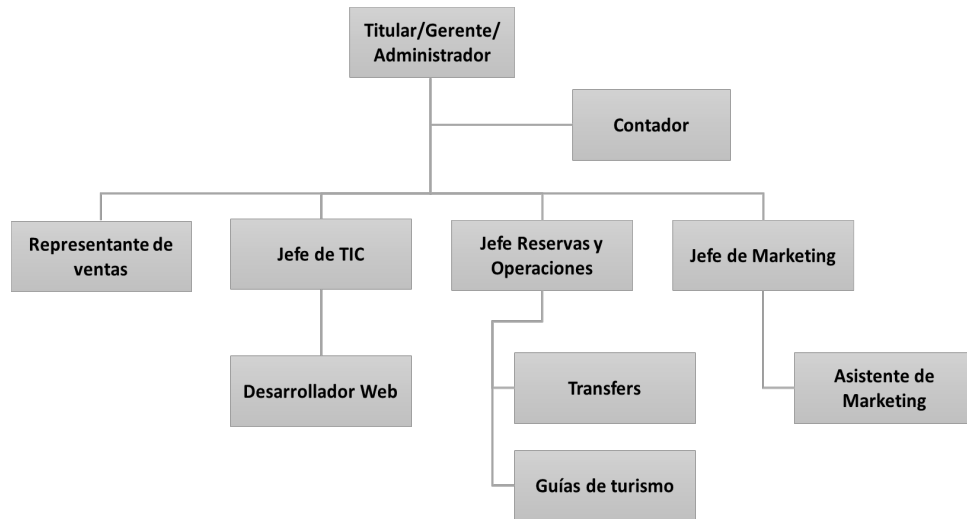 Titular/Gerente/
Administrador
Contador
Representante de
ventas
Jefe de TIC
Jefe Reservas y
Operaciones
Jefe de Marketing
Desarrollador Web
Transfers
Asistente de
Marketing
Guías de turismo